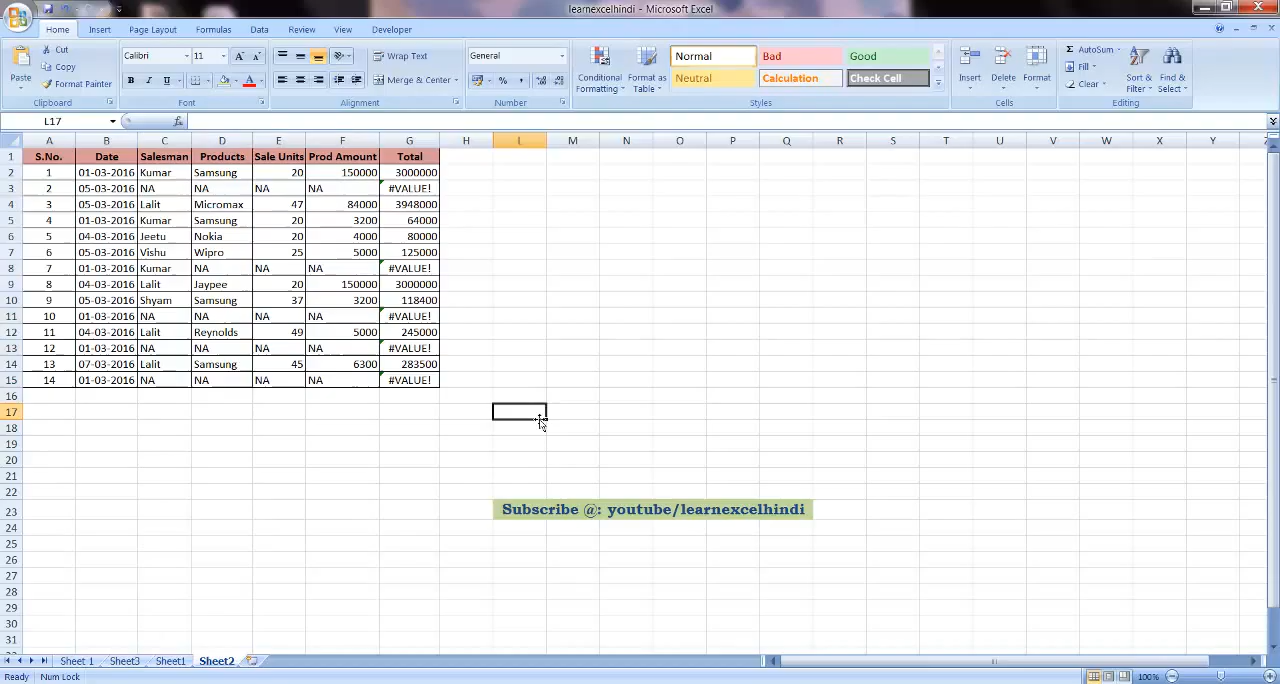 learnexcelhindi - Microsoft Excel
Home Insert Page Layout Formulas Data Review View Developer
Paste Cut Copy Format Painter Clipboard
Calibri 11 A A B I U A Font
Wrap Text Merge & Center Alignment
General % , Number
Conditional Formatting Format as Table Normal Bad Good Neutral Calculation Check Cell Styles
Insert Delete Format Cells
Σ AutoSum Fill Clear Sort & Filter Find & Select Editing
L17 fx
A B C D E F G H I L M N O P Q R S T U V W X Y Z
1 S.No. Date Salesman Products Sale Units Prod Amount Total
2 1 01-03-2016 Kumar Samsung 20 150000 3000000
3 2 05-03-2016 NA NA NA NA #VALUE!
4 3 05-03-2016 Lalit Micromax 47 84000 3948000
5 4 01-03-2016 Kumar Samsung 20 3200 64000
6 5 04-03-2016 Jeetu Nokia 20 4000 80000
7 6 05-03-2016 Vishu Wipro 25 5000 125000
8 7 01-03-2016 Kumar NA NA NA #VALUE!
9 8 04-03-2016 Lalit Jaypee 20 150000 3000000
10 9 05-03-2016 Shyam Samsung 37 3200 118400
11 10 01-03-2016 NA NA NA NA #VALUE!
12 11 04-03-2016 Lalit Reynolds 49 5000 245000
13 12 01-03-2016 NA NA NA NA #VALUE!
14 13 07-03-2016 Lalit Samsung 45 6300 283500
15 14 01-03-2016 NA NA NA NA #VALUE!
16
17
18
19
20
21
22
23 Subscribe @: youtube/learnexcelhindi
24
25
26
27
28
29
30
31
Sheet 1 Sheet3 Sheet1 Sheet2
Ready Num Lock 100%